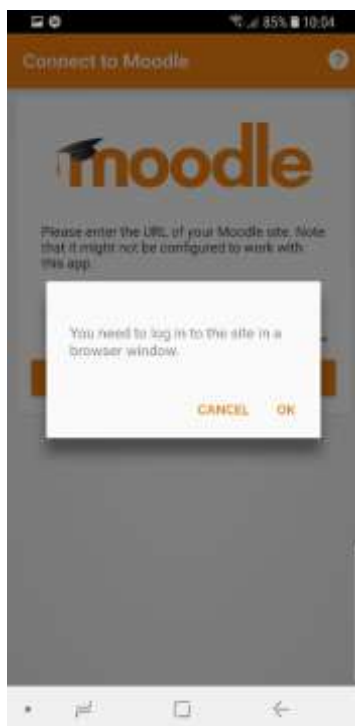 85% 10:04
Connect to Moodle
moodle
Please enter the URL of your Moodle site. Note
that it might not be configured to work with
this app.
You need to log in to the site in a
browser window.
CANCEL OK